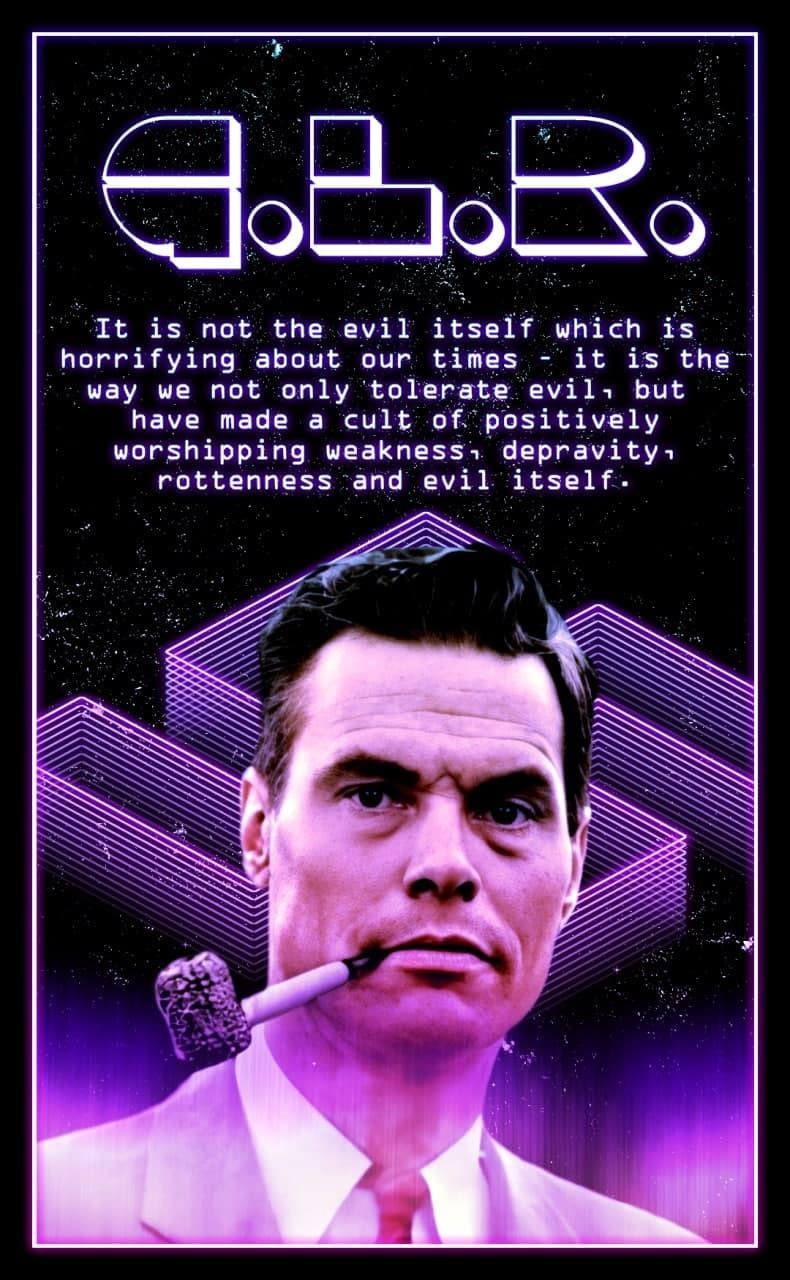 G.L.R.
It is not the evil itself which is
horrifying about our times - it is the
way we not only tolerate evil, but
have made a cult of positively
worshipping weakness, depravity,
rottenness and evil itself.